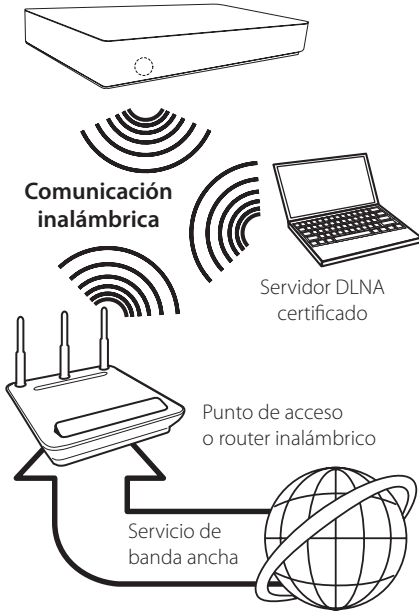 Comunicación
inalámbrica
Servidor DLNA
certificado
Punto de acceso
o router inalámbrico
Servicio de
banda ancha